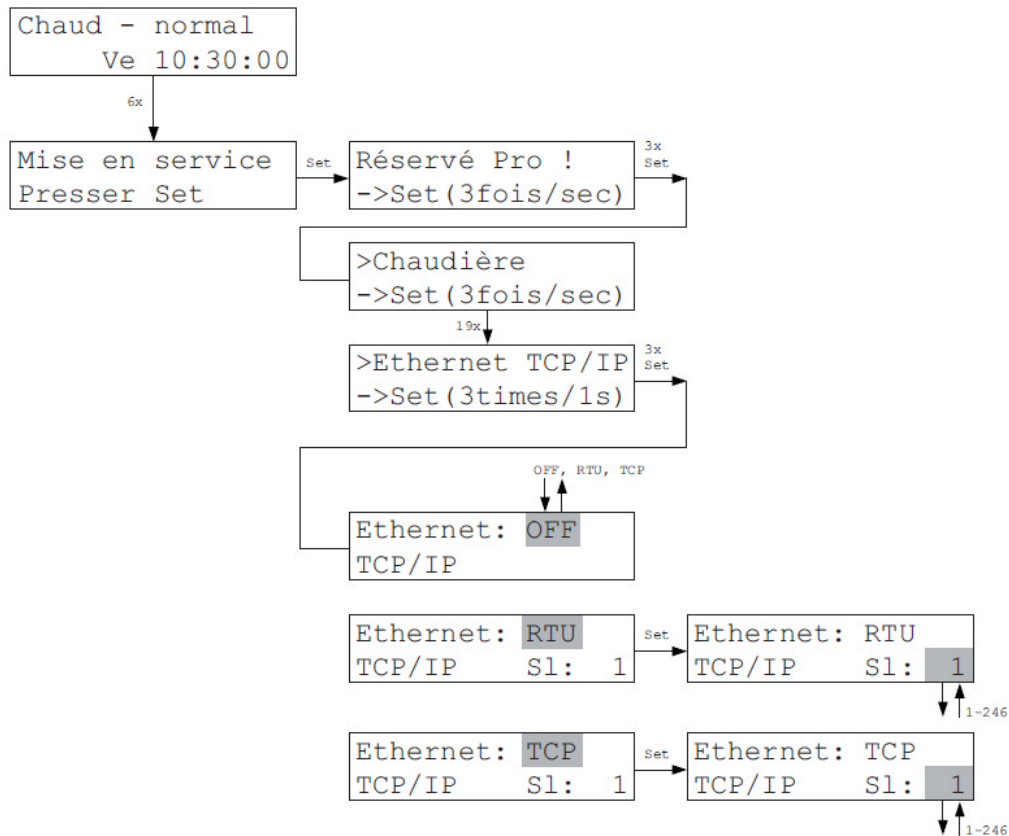 Chaud - normal
Ve 10:30:00
6x
Mise en service
Presser Set
Set
Réservé Pro !
->Set(3fois/sec)
3x
Set
>Chaudière
->Set(3fois/sec)
19x
>Ethernet TCP/IP
->Set(3times/1s)
3x
Set
OFF, RTU, TCP
Ethernet: OFF
TCP/IP
Ethernet: RTU
TCP/IP Sl: 1
Set
Ethernet: RTU
TCP/IP Sl: 1
1-246
Ethernet: TCP
TCP/IP Sl: 1
Set
Ethernet: TCP
TCP/IP Sl: 1
1-246